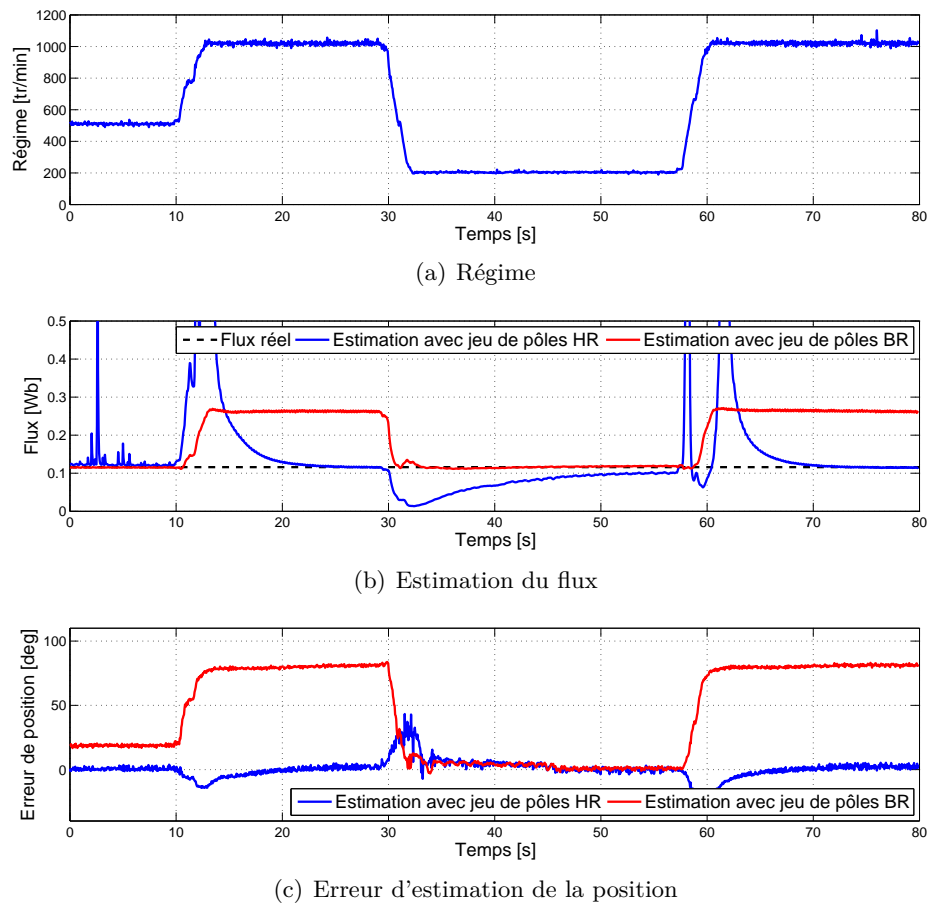 1200
1000
800
600
400
200
0
Régime [tr/min]
0 10 20 30 40 50 60 70 80
Temps [s]
(a) Régime
0.5
0.4
0.3
0.2
0.1
0
Flux [Wb]
Flux réel Estimation avec jeu de pôles HR Estimation avec jeu de pôles BR
0 10 20 30 40 50 60 70 80
Temps [s]
(b) Estimation du flux
100
50
0
Erreur de position [deg]
Estimation avec jeu de pôles HR Estimation avec jeu de pôles BR
0 10 20 30 40 50 60 70 80
Temps [s]
(c) Erreur d'estimation de la position